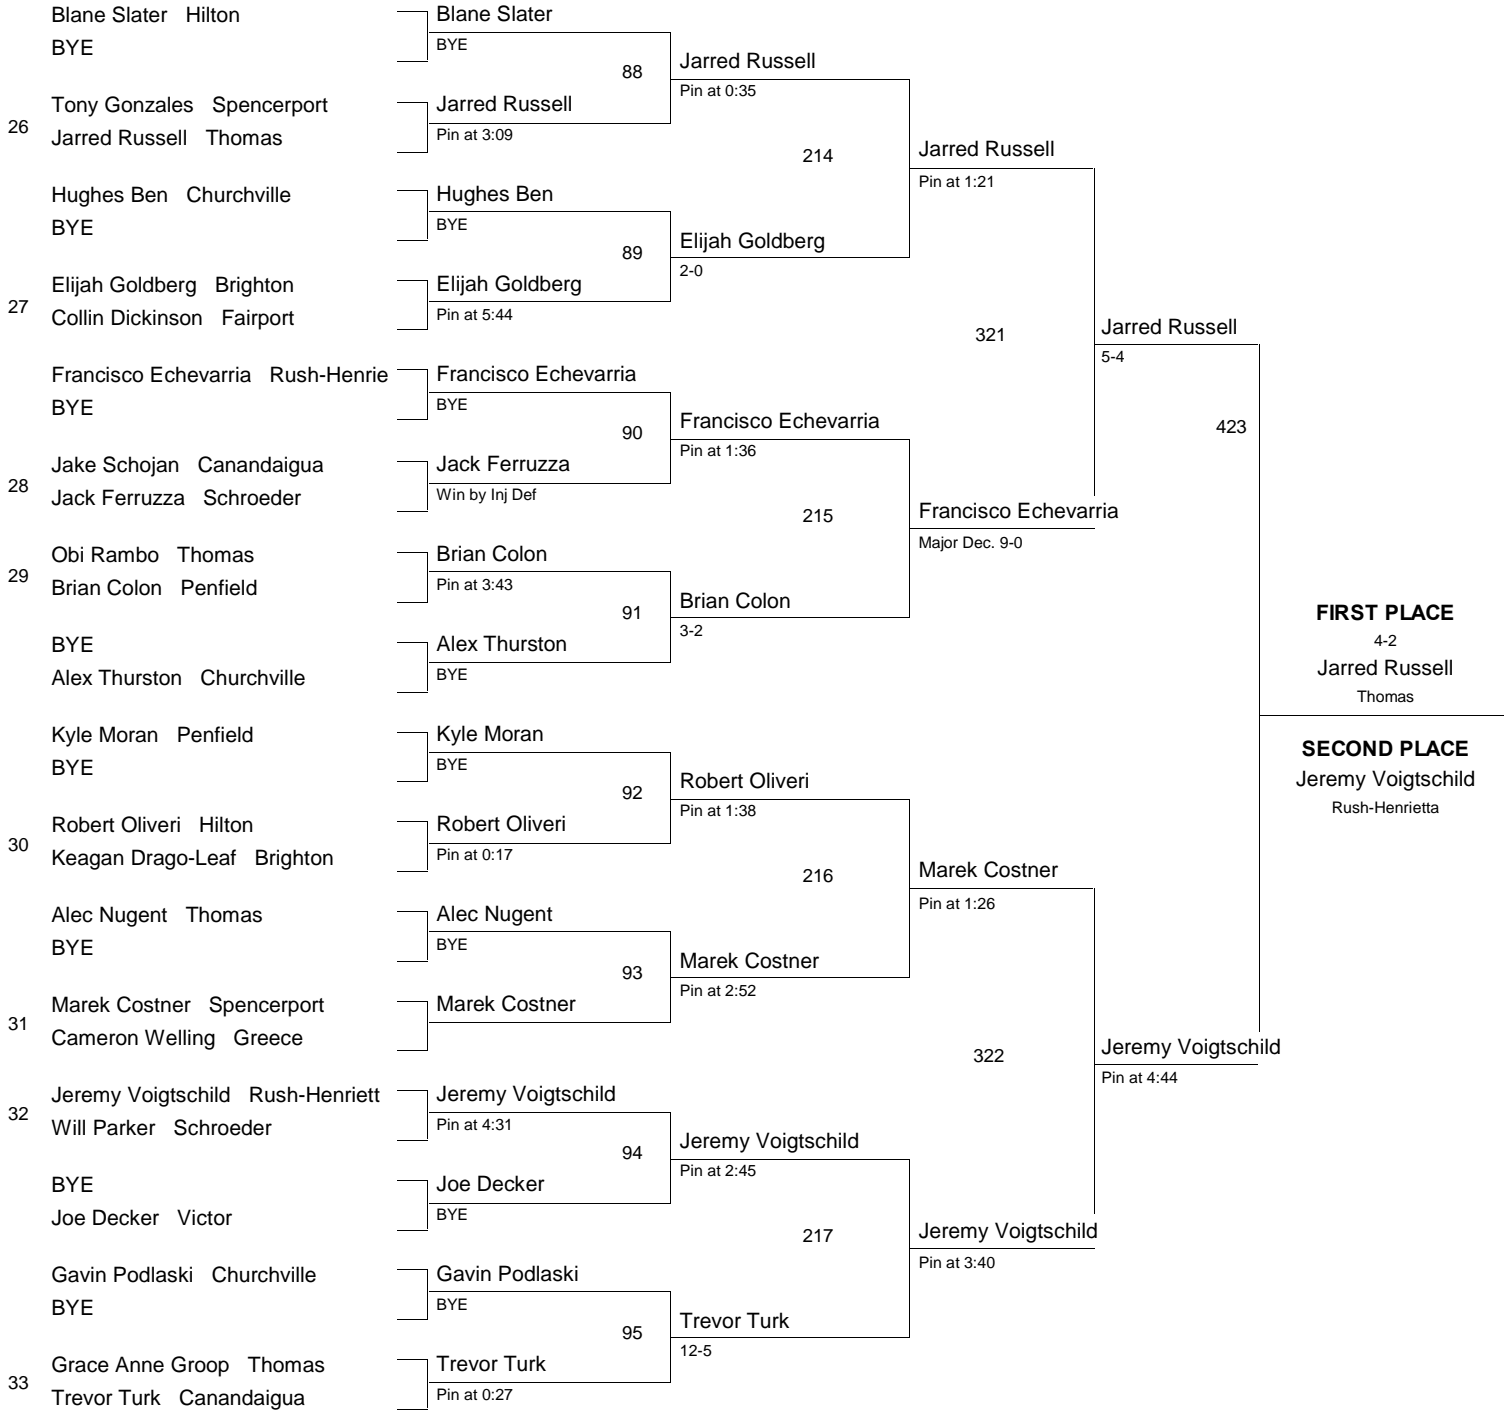 Blane Slater Hilton
BYE
26
Tony Gonzales Spencerport
Jarred Russell Thomas
Hughes Ben Churchville
BYE
27
Elijah Goldberg Brighton
Collin Dickinson Fairport
Francisco Echevarria Rush-Henrie
BYE
28
Jake Schojan Canandaigua
Jack Ferruzza Schroeder
29
Obi Rambo Thomas
Brian Colon Penfield
BYE
Alex Thurston Churchville
Kyle Moran Penfield
BYE
30
Robert Oliveri Hilton
Keagan Drago-Leaf Brighton
Alec Nugent Thomas
BYE
31
Marek Costner Spencerport
Cameron Welling Greece
32
Jeremy Voigtschild Rush-Henriett
Will Parker Schroeder
BYE
Joe Decker Victor
Gavin Podlaski Churchville
BYE
33
Grace Anne Groop Thomas
Trevor Turk Canandaigua
Blane Slater
BYE
88
Jarred Russell
Pin at 3:09
Hughes Ben
BYE
89
Elijah Goldberg
Pin at 5:44
Francisco Echevarria
BYE
90
Jack Ferruzza
Win by Inj Def
Brian Colon
Pin at 3:43
91
Alex Thurston
BYE
Kyle Moran
BYE
92
Robert Oliveri
Pin at 0:17
Alec Nugent
BYE
93
Marek Costner
Jeremy Voigtschild
Pin at 4:31
94
Joe Decker
BYE
Gavin Podlaski
BYE
95
Trevor Turk
Pin at 0:27
Jarred Russell
Pin at 0:35
214
Elijah Goldberg
2-0
Francisco Echevarria
Pin at 1:36
215
Brian Colon
3-2
Robert Oliveri
Pin at 1:38
216
Marek Costner
Pin at 2:52
Jeremy Voigtschild
Pin at 2:45
217
Trevor Turk
12-5
Jarred Russell
Pin at 1:21
321
Francisco Echevarria
Major Dec. 9-0
Marek Costner
Pin at 1:26
322
Jeremy Voigtschild
Pin at 3:40
Jarred Russell
5-4
423
Jeremy Voigtschild
Pin at 4:44
FIRST PLACE
4-2
Jarred Russell
Thomas
SECOND PLACE
Jeremy Voigtschild
Rush-Henrietta